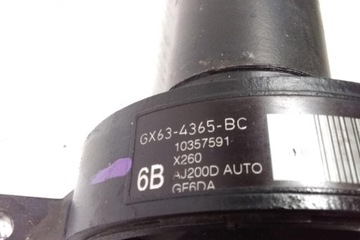 GX63-4365-BC
10357591
X260
6B AJ200D AUTO
GF6DA